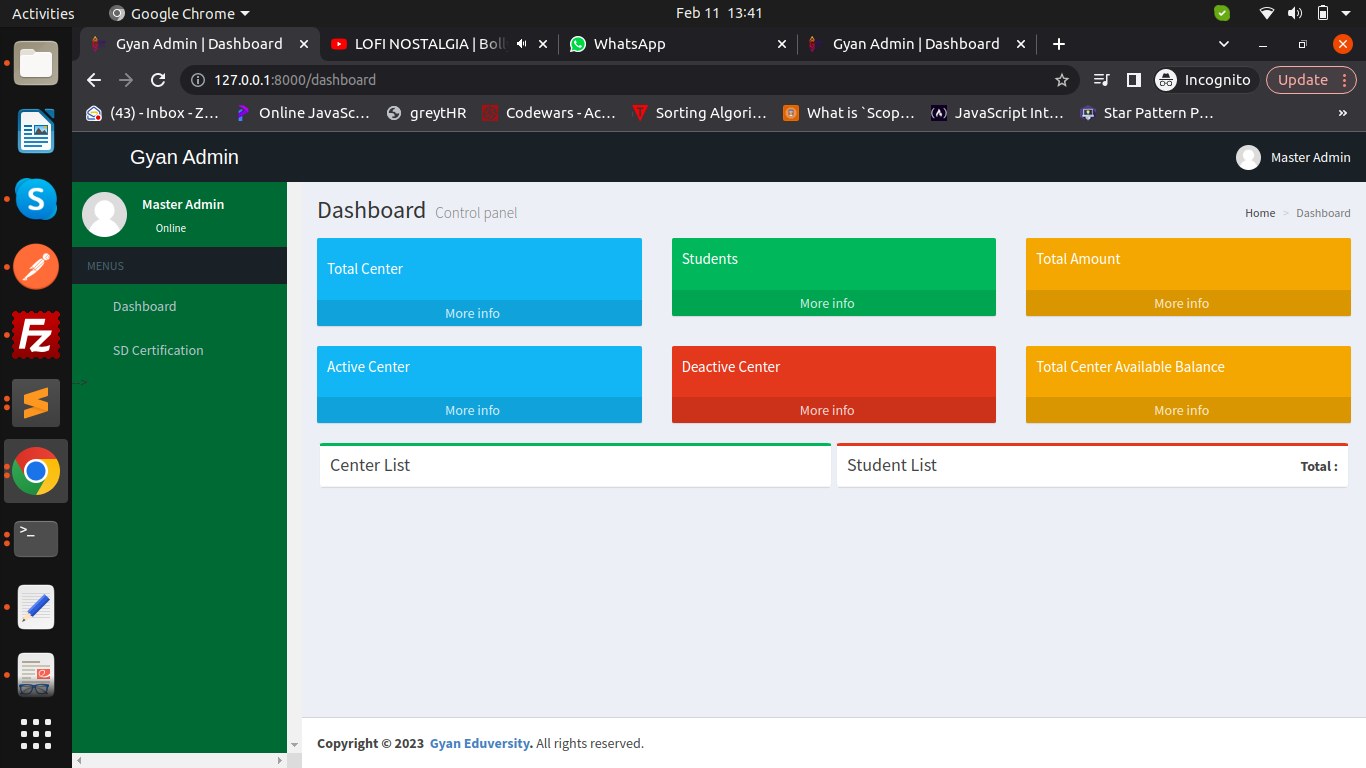 Activities Google Chrome Feb 11 13:41
Gyan Admin | Dashboard LOFI NOSTALGIA | Boll WhatsApp Gyan Admin | Dashboard
127.0.0.1:8000/dashboard Incognito Update
(43) - Inbox - Z... Online JavaSc... greytHR Codewars - Ac... Sorting Algori... What is `Scop... JavaScript Int... Star Pattern P... »
Gyan Admin Master Admin
Master Admin
Online
MENUS
Dashboard
SD Certification
-->
Dashboard Control panel Home > Dashboard
Total Center Students Total Amount
More info More info More info
Active Center Deactive Center Total Center Available Balance
More info More info More info
Center List Student List Total :
Copyright © 2023 Gyan Eduversity. All rights reserved.